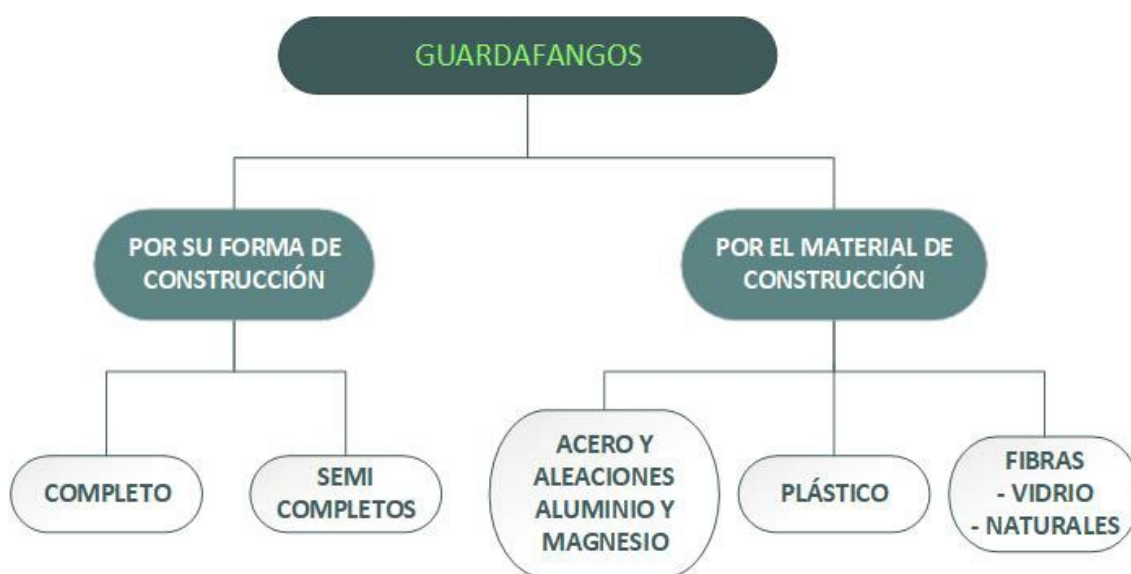 GUARDAFANGOS
POR SU FORMA DE
CONSTRUCCIÓN
POR EL MATERIAL DE
CONSTRUCCIÓN
COMPLETO
SEMI
COMPLETOS
ACERO Y
ALEACIONES
ALUMINIO Y
MAGNESIO
PLÁSTICO
FIBRAS
- VIDRIO
- NATURALES